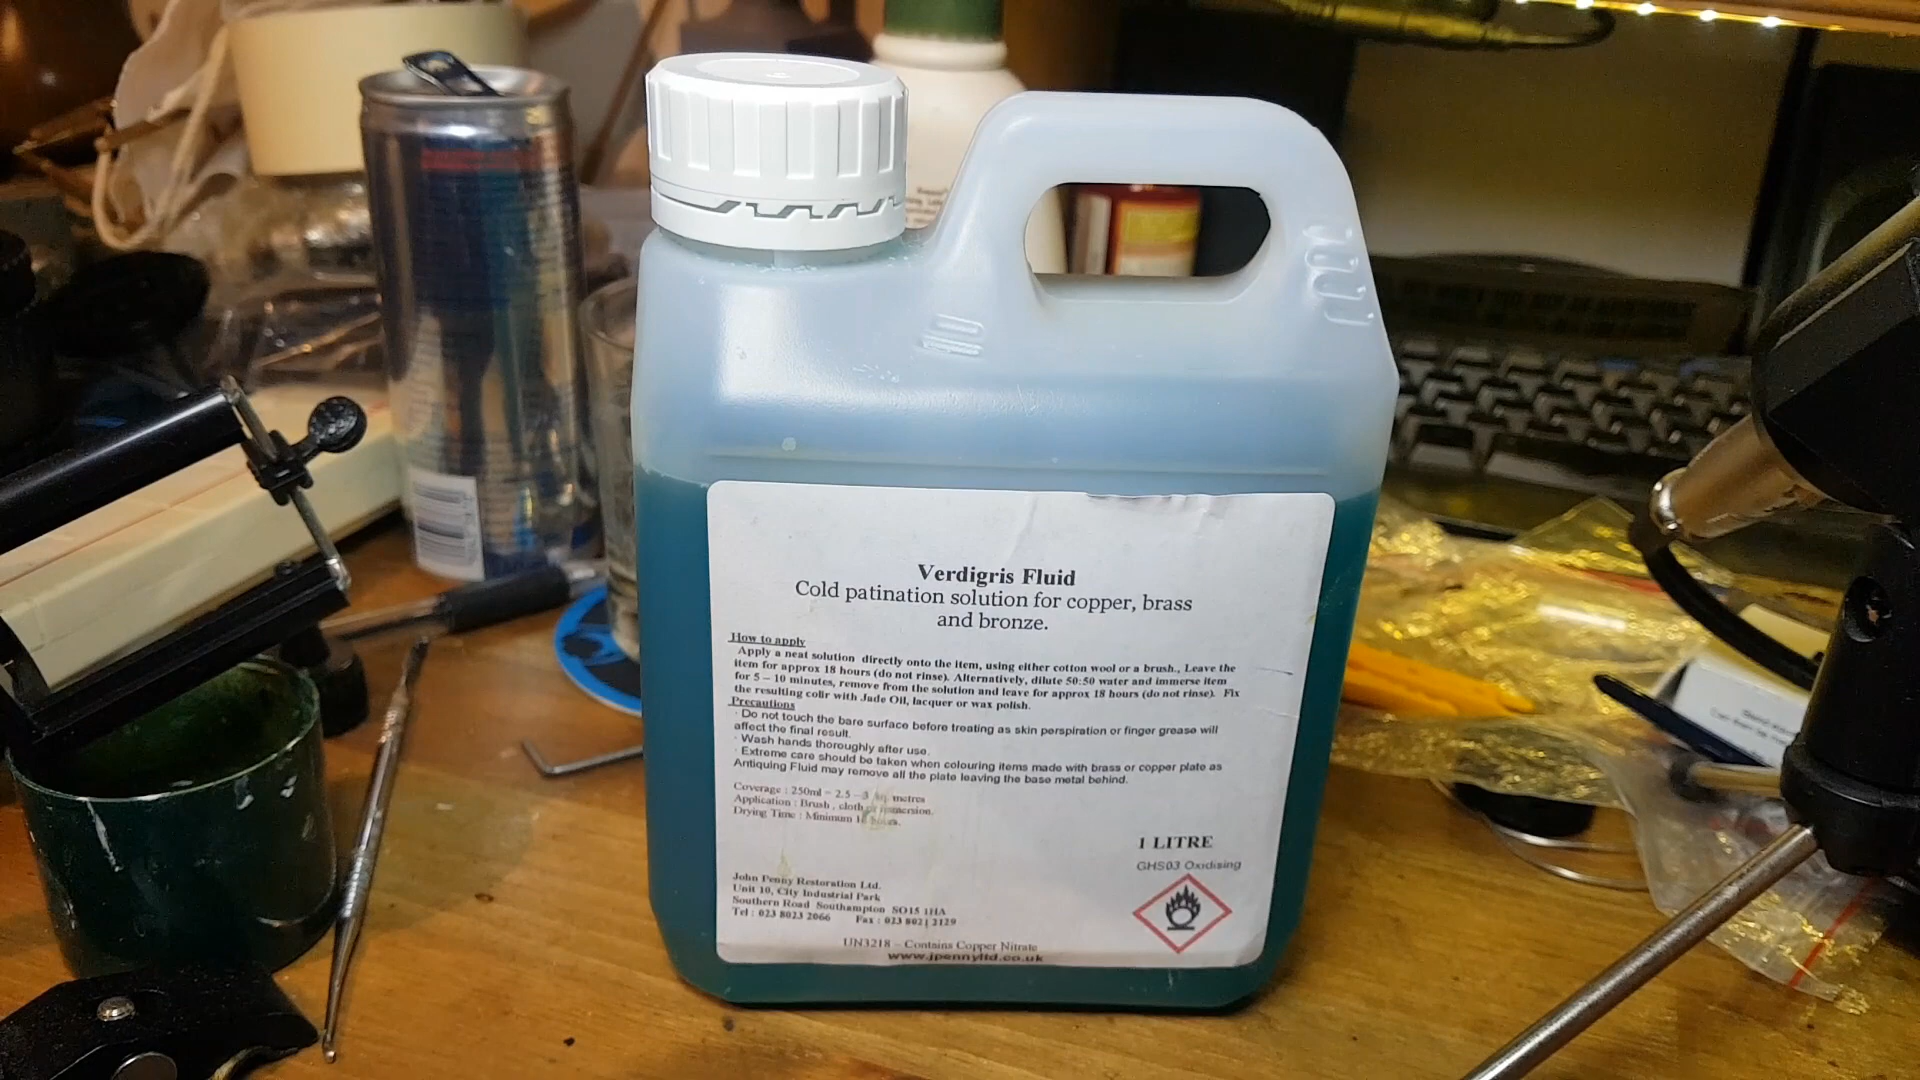 Verdigris Fluid
Cold patination solution for copper, brass
and bronze.
How to apply
Apply a neat solution directly onto the item, using either cotton wool or a brush., Leave the
item for approx 18 hours (do not rinse). Alternatively, dilute 50:50 water and immerse item
for 5 – 10 minutes, remove from the solution and leave for approx 18 hours (do not rinse). Fix
the resulting colir with Jade Oil, lacquer or wax polish.
Precautions
· Do not touch the bare surface before treating as skin perspiration or finger grease will
affect the final result.
· Wash hands thoroughly after use.
· Extreme care should be taken when colouring items made with brass or copper plate as
Antiquing Fluid may remove all the plate leaving the base metal behind.
Coverage : 250ml = 2.5 – 3 metres
Application : Brush , cloth or immersion.
Drying Time : Minimum
1 LITRE
GHS03 Oxidising
John Penny Restoration Ltd.
Unit 10, City Industrial Park
Southern Road Southampton SO15 1HA
Tel : 023 8023 2066 Fax : 023 8021 2129
UN3218 – Contains Copper Nitrate
www.jpennyltd.co.uk